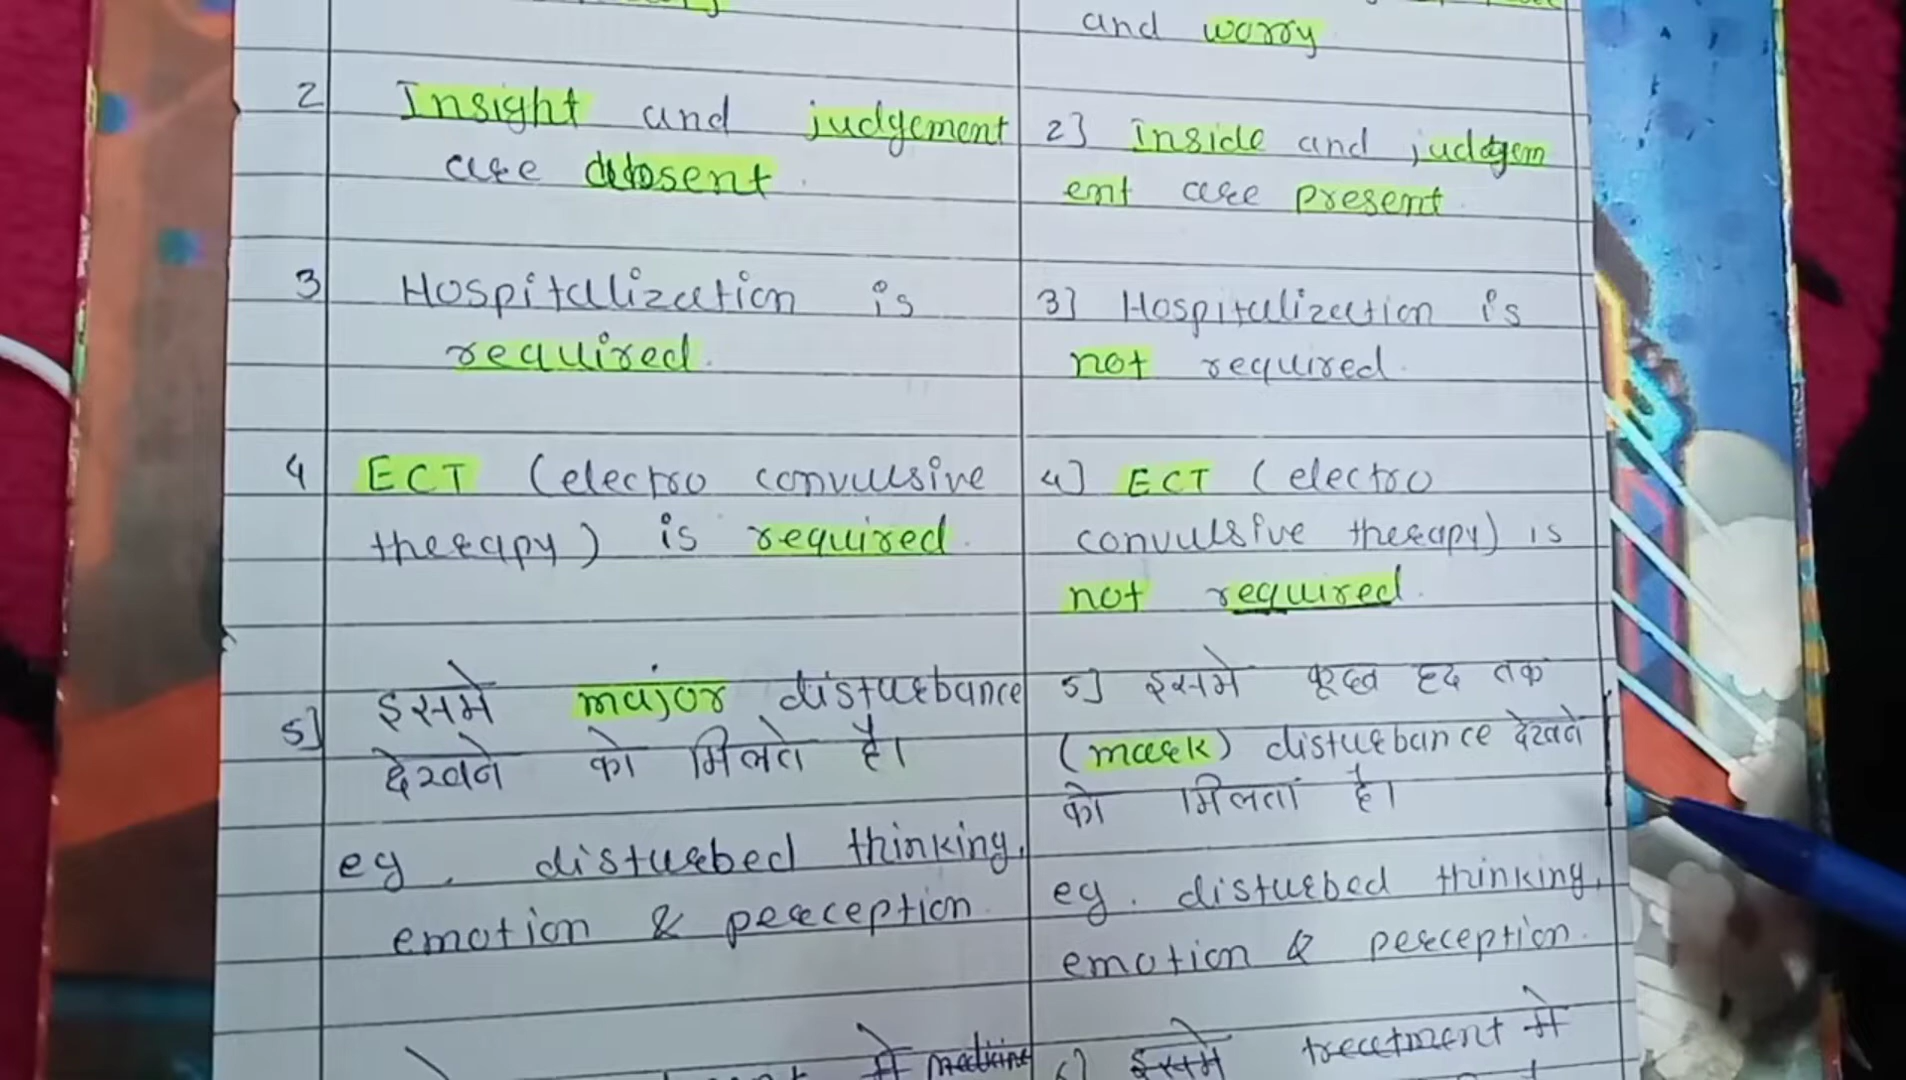 and worry
2 Insight and judgement
are absent.
2] Inside and judgem
ent are present.
3 Hospitalization is
required.
3] Hospitalization is
not required.
4 ECT (electro convulsive
therapy) is required.
4] ECT (electro
convulsive therapy) is
not required.
5] इसमे major disturbance
देखने को मिलते है।
eg. disturbed thinking,
emotion & perception.
5] इसमे हद तक
(mark) disturbance देखने
को मिलता है।
eg. disturbed thinking,
emotion & perception.
मे medicine
6] इसमे treatment मे